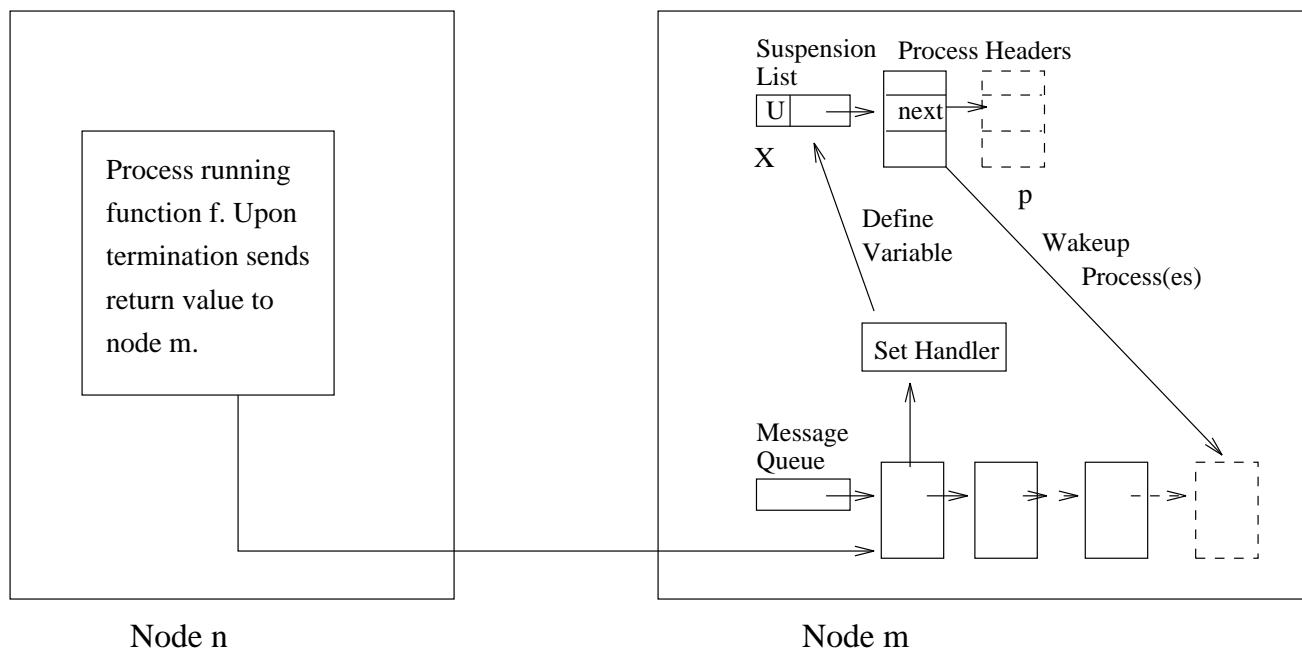 Process running
function f. Upon
termination sends
return value to
node m.
Node n
Suspension
List
Process Headers
U
next
X
p
Define
Variable
Wakeup
Process(es)
Set Handler
Message
Queue
Node m